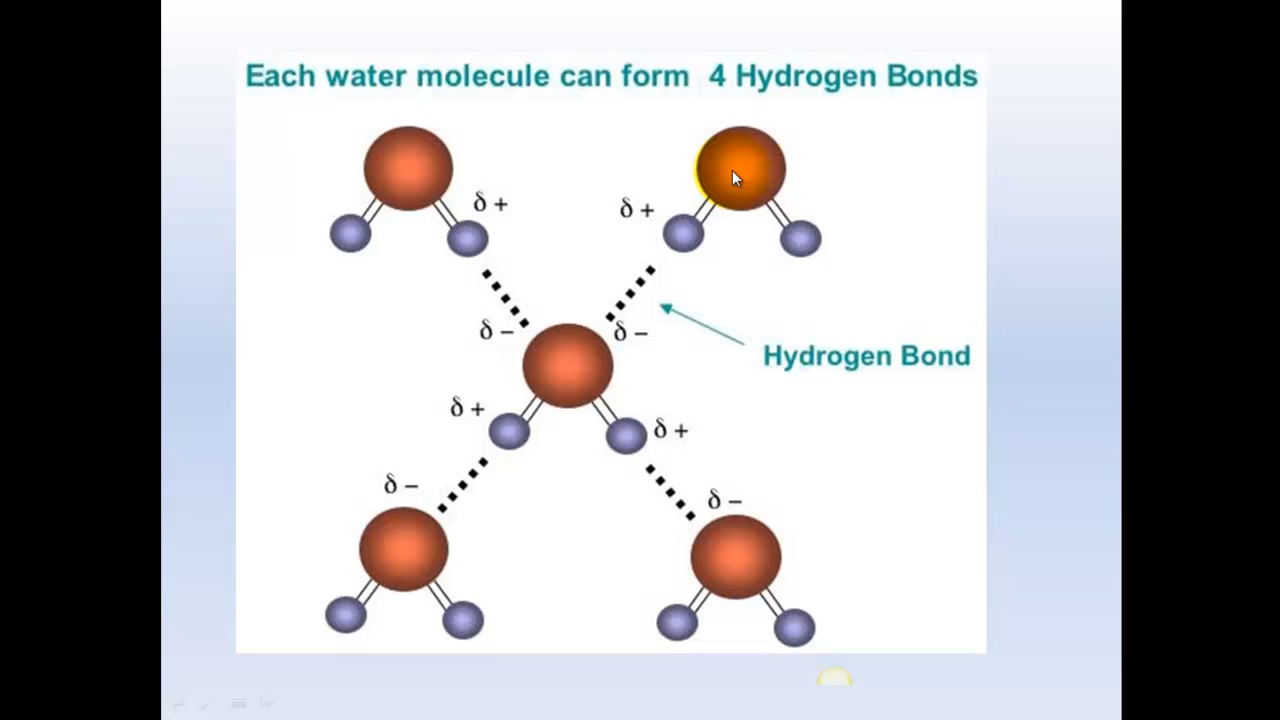 Each water molecule can form 4 Hydrogen Bonds
δ +
δ +
δ –
δ –
Hydrogen Bond
δ +
δ +
δ –
δ –